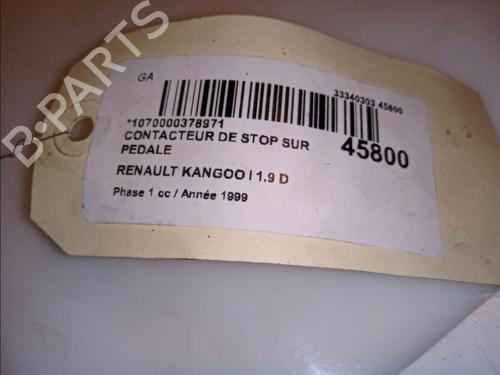 B-PARTS
GA
33340303 45800
*1070000378971
CONTACTEUR DE STOP SUR
PEDALE
45800
RENAULT KANGOO I 1.9 D
Phase 1 cc / Année 1999